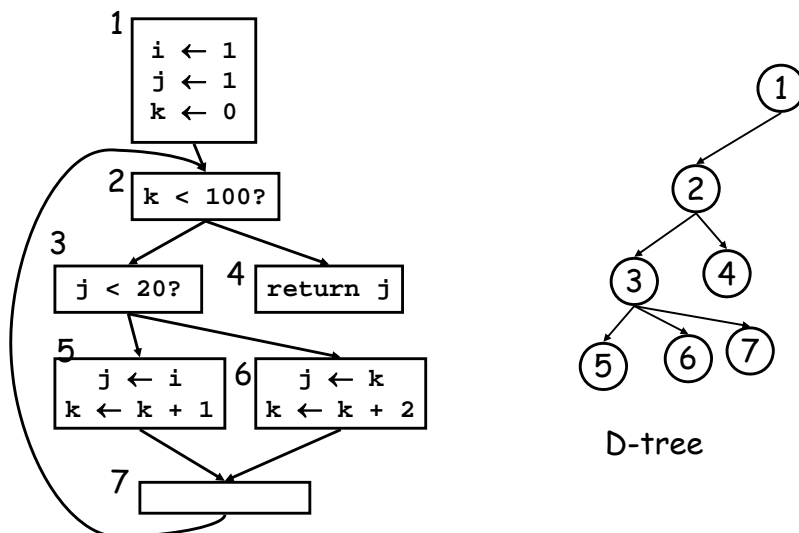 1
i ← 1
j ← 1
k ← 0
2
k < 100?
3
j < 20?
4
return j
5
j ← i
k ← k + 1
6
j ← k
k ← k + 2
7
1
2
3
4
5
6
7
D-tree